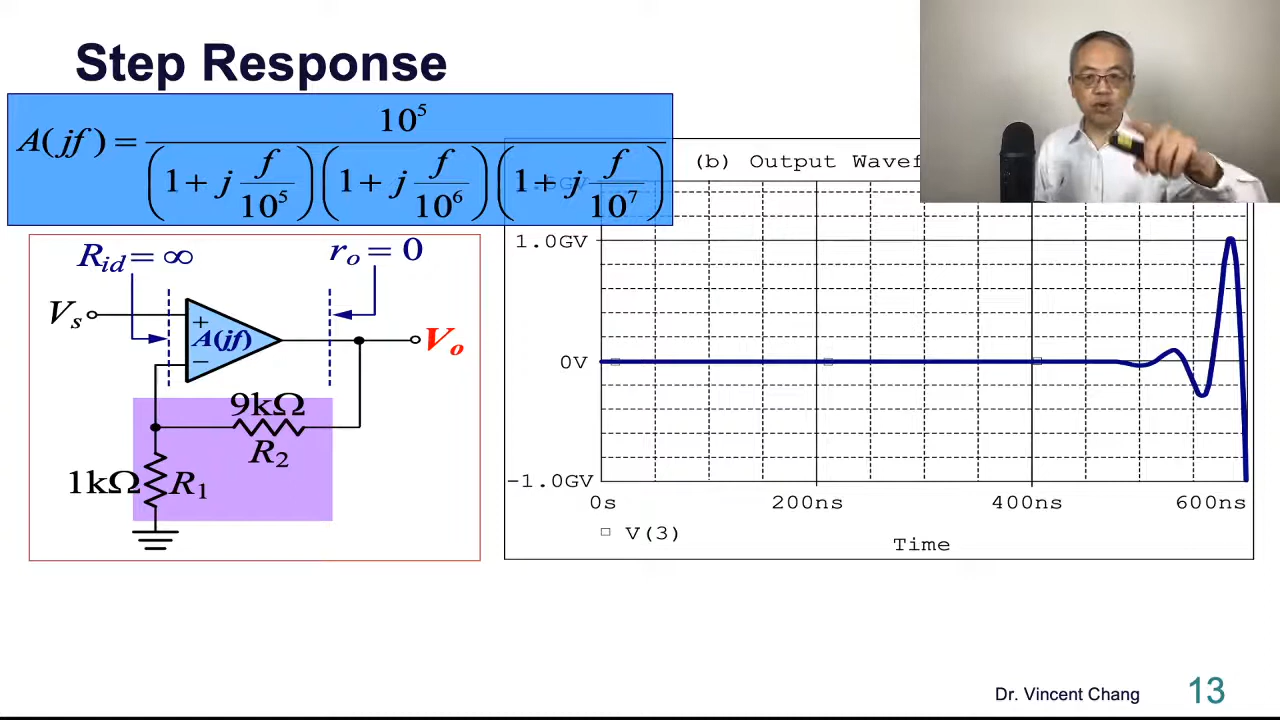 Step Response
A(jf) = 10^5 / ((1 + j f/10^5)(1 + j f/10^6)(1 + j f/10^7))
(b) Output Wavef
R_id = ∞
r_o = 0
V_s
+
A(jf)
−
V_o
9kΩ
R_2
1kΩ
R_1
1.0GV
0V
-1.0GV
0s
200ns
400ns
600ns
V(3)
Time
Dr. Vincent Chang
13